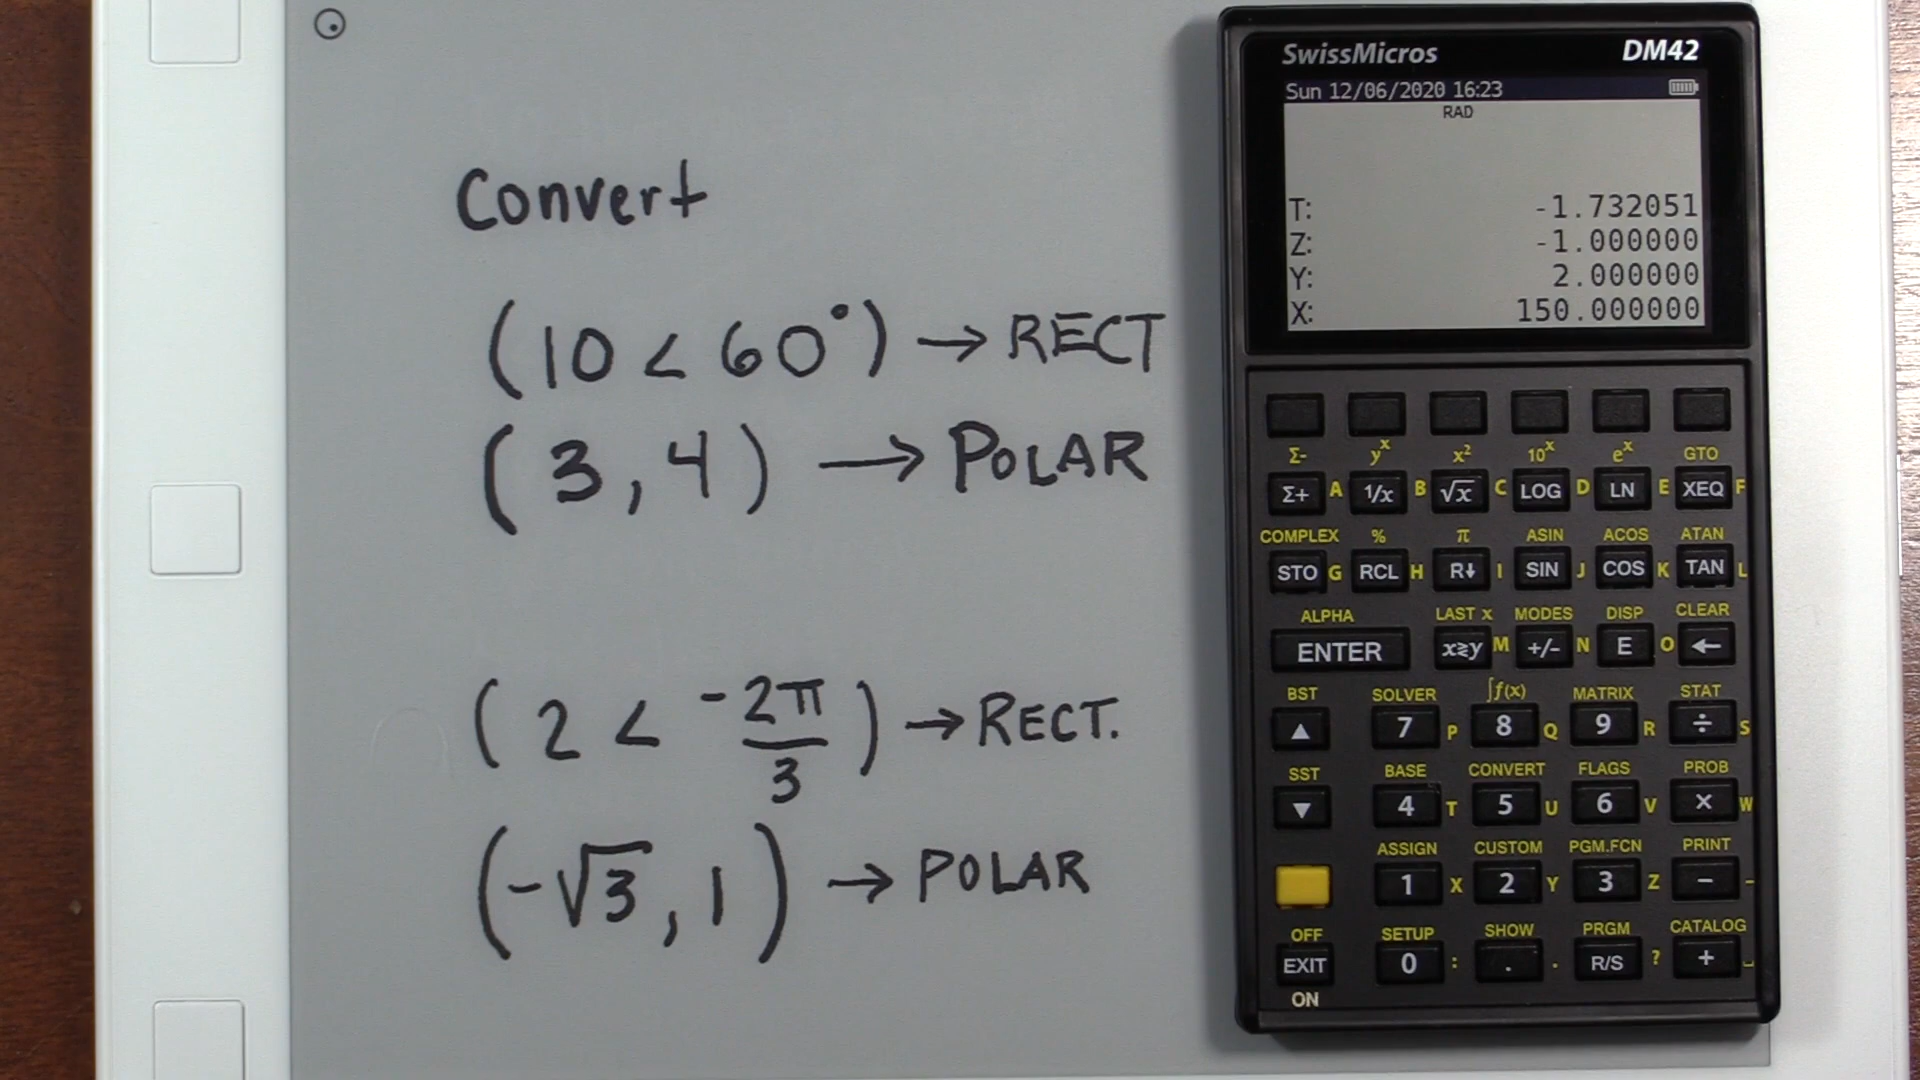 Convert
(10 < 60°) → RECT
(3, 4) → POLAR
(2 < -2π/3) → RECT.
(-√3, 1) → POLAR
SwissMicros DM42
Sun 12/06/2020 16:23
RAD
T: -1.732051
Z: -1.000000
Y: 2.000000
X: 150.000000
Σ- yˣ x² 10ˣ eˣ GTO
Σ+ A 1/x B √x C LOG D LN E XEQ F
COMPLEX % π ASIN ACOS ATAN
STO G RCL H R↓ I SIN J COS K TAN L
ALPHA LAST x MODES DISP CLEAR
ENTER x≷y M +/- N E O ←
BST SOLVER ∫f(x) MATRIX STAT
▲ 7 P 8 Q 9 R ÷ S
SST BASE CONVERT FLAGS PROB
▼ 4 T 5 U 6 V × W
ASSIGN CUSTOM PGM.FCN PRINT
1 X 2 Y 3 Z − -
OFF SETUP SHOW PRGM CATALOG
EXIT 0 : . . R/S ? + ␣
ON